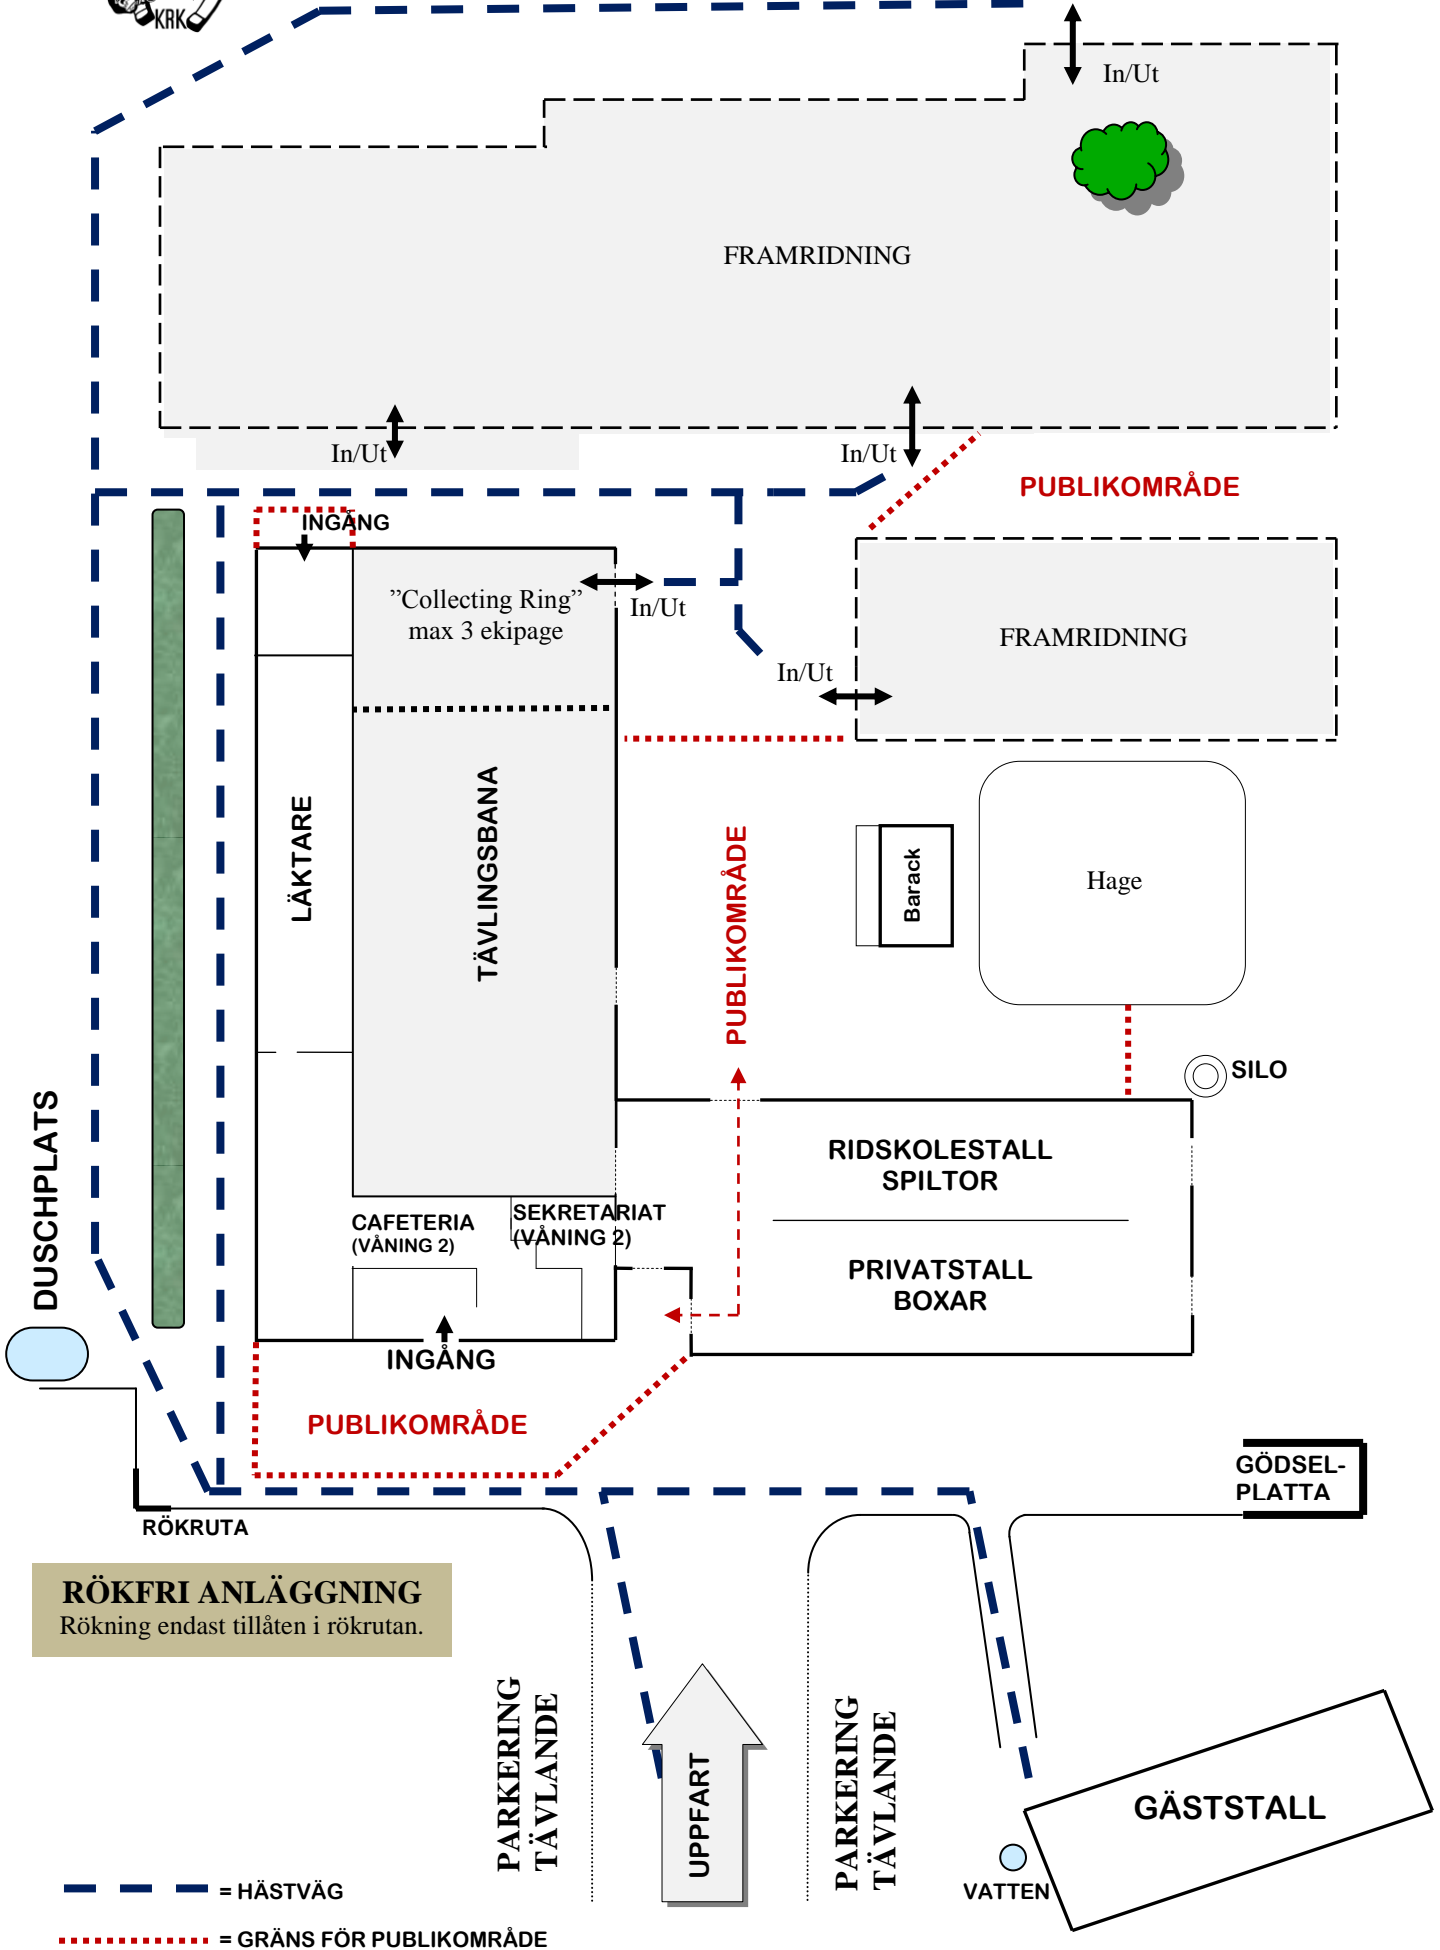 KRK
In/Ut
FRAMRIDNING
In/Ut
In/Ut
PUBLIKOMRÅDE
INGÅNG
”Collecting Ring”
max 3 ekipage
In/Ut
FRAMRIDNING
In/Ut
LÄKTARE
TÄVLINGSBANA
PUBLIKOMRÅDE
Barack
Hage
SILO
DUSCHPLATS
RIDSKOLESTALL
SPILTOR
CAFETERIA
(VÅNING 2)
SEKRETARIAT
(VÅNING 2)
PRIVATSTALL
BOXAR
INGÅNG
PUBLIKOMRÅDE
GÖDSEL-
PLATTA
RÖKRUTA
RÖKFRI ANLÄGGNING
Rökning endast tillåten i rökrutan.
PARKERING
TÄVLANDE
UPPFART
PARKERING
TÄVLANDE
GÄSTSTALL
VATTEN
= HÄSTVÄG
= GRÄNS FÖR PUBLIKOMRÅDE